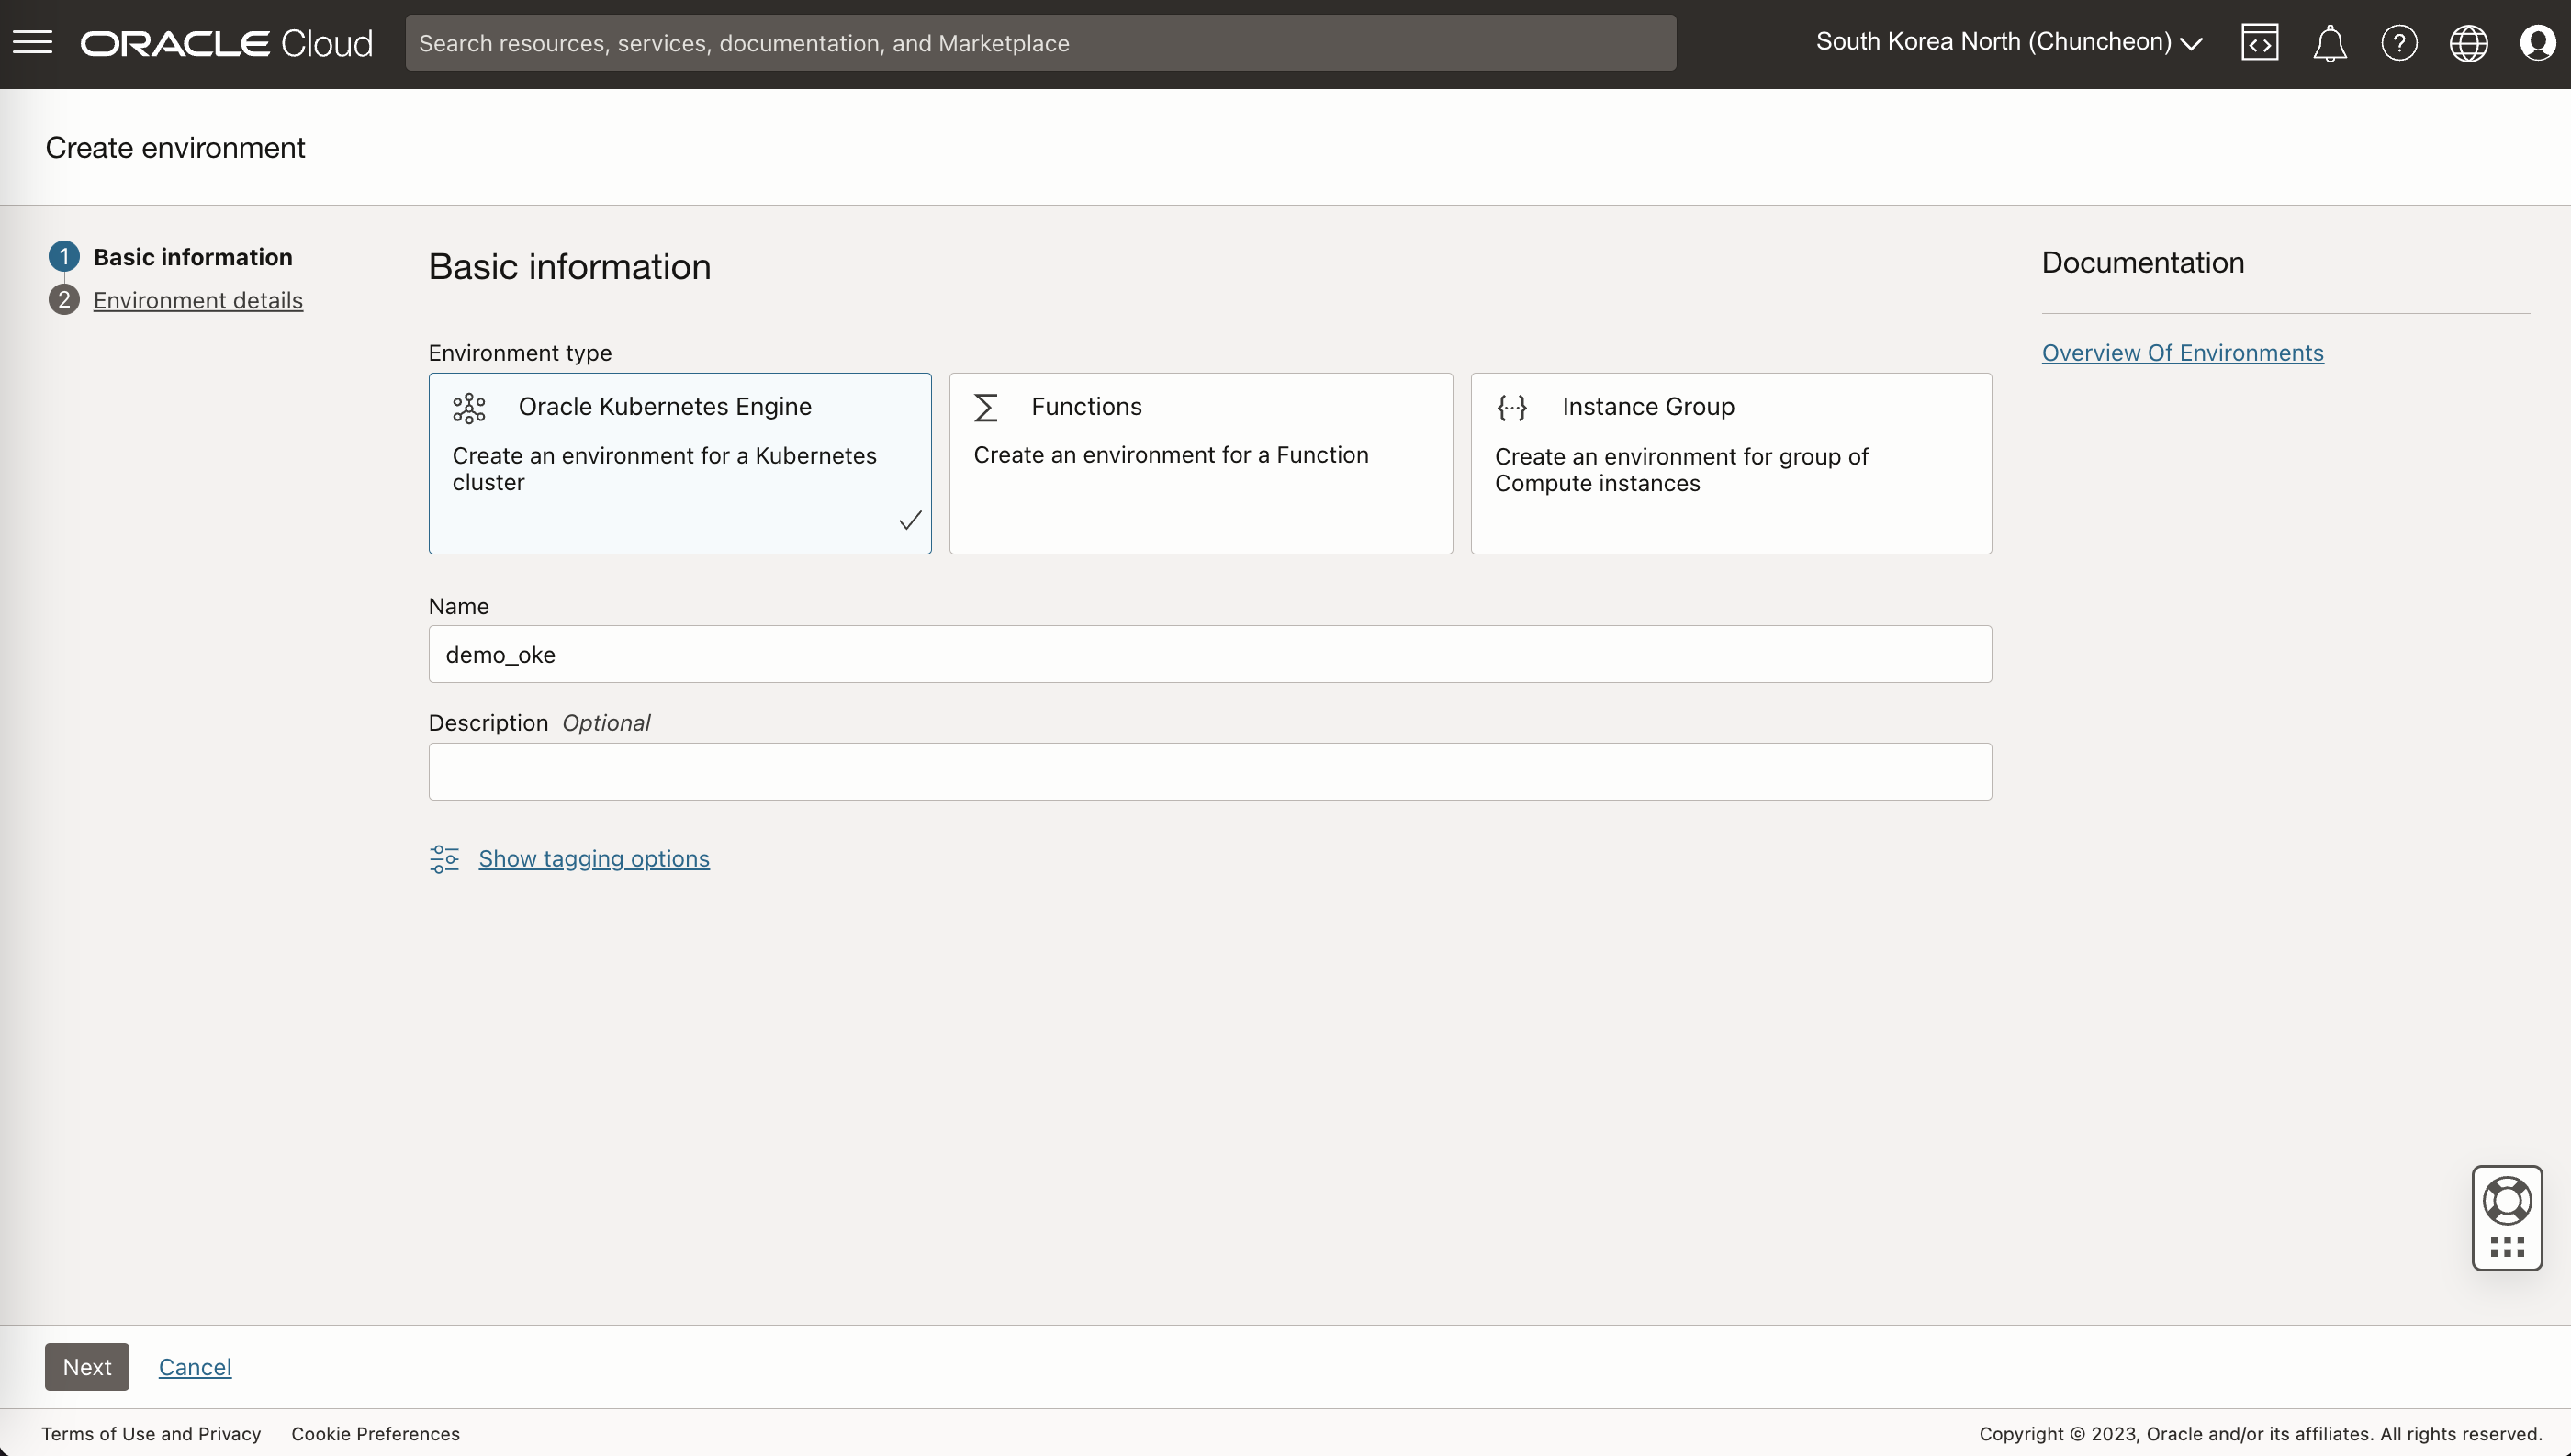 ORACLE Cloud
Search resources, services, documentation, and Marketplace
South Korea North (Chuncheon)
Create environment
1 Basic information
2 Environment details
Basic information
Environment type
Oracle Kubernetes Engine
Create an environment for a Kubernetes
cluster
Functions
Create an environment for a Function
Instance Group
Create an environment for group of
Compute instances
Name
demo_oke
Description Optional
Show tagging options
Documentation
Overview Of Environments
Next Cancel
Terms of Use and Privacy Cookie Preferences
Copyright © 2023, Oracle and/or its affiliates. All rights reserved.